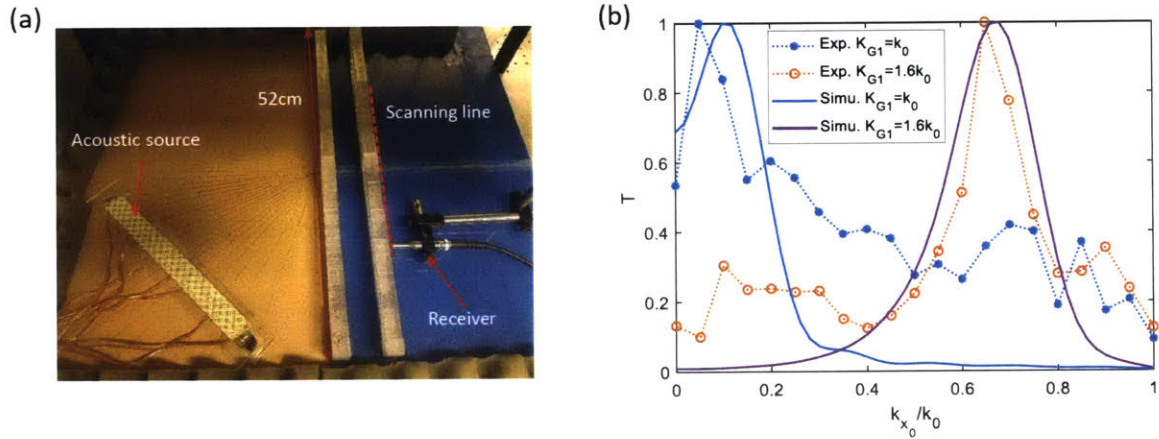 (a)
52cm
Scanning line
Acoustic source
Receiver
(b)
Exp. K_G1=k_0
Exp. K_G1=1.6k_0
Simu. K_G1=k_0
Simu. K_G1=1.6k_0
1
0.8
0.6
0.4
0.2
0
T
0 0.2 0.4 0.6 0.8 1
k_x_0/k_0